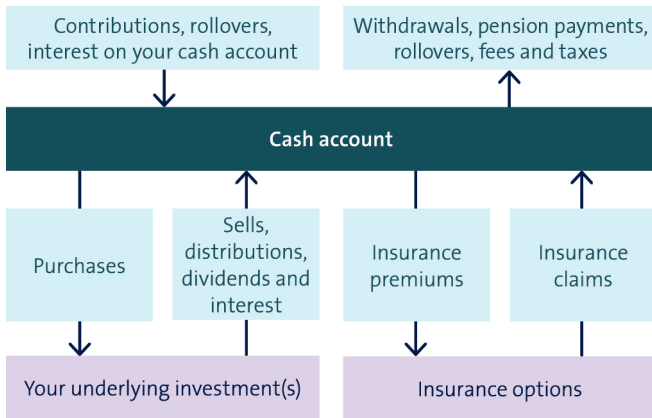 Contributions, rollovers,
interest on your cash account
Withdrawals, pension payments,
rollovers, fees and taxes
Cash account
Purchases
Sells,
distributions,
dividends and
interest
Insurance
premiums
Insurance
claims
Your underlying investment(s)
Insurance options